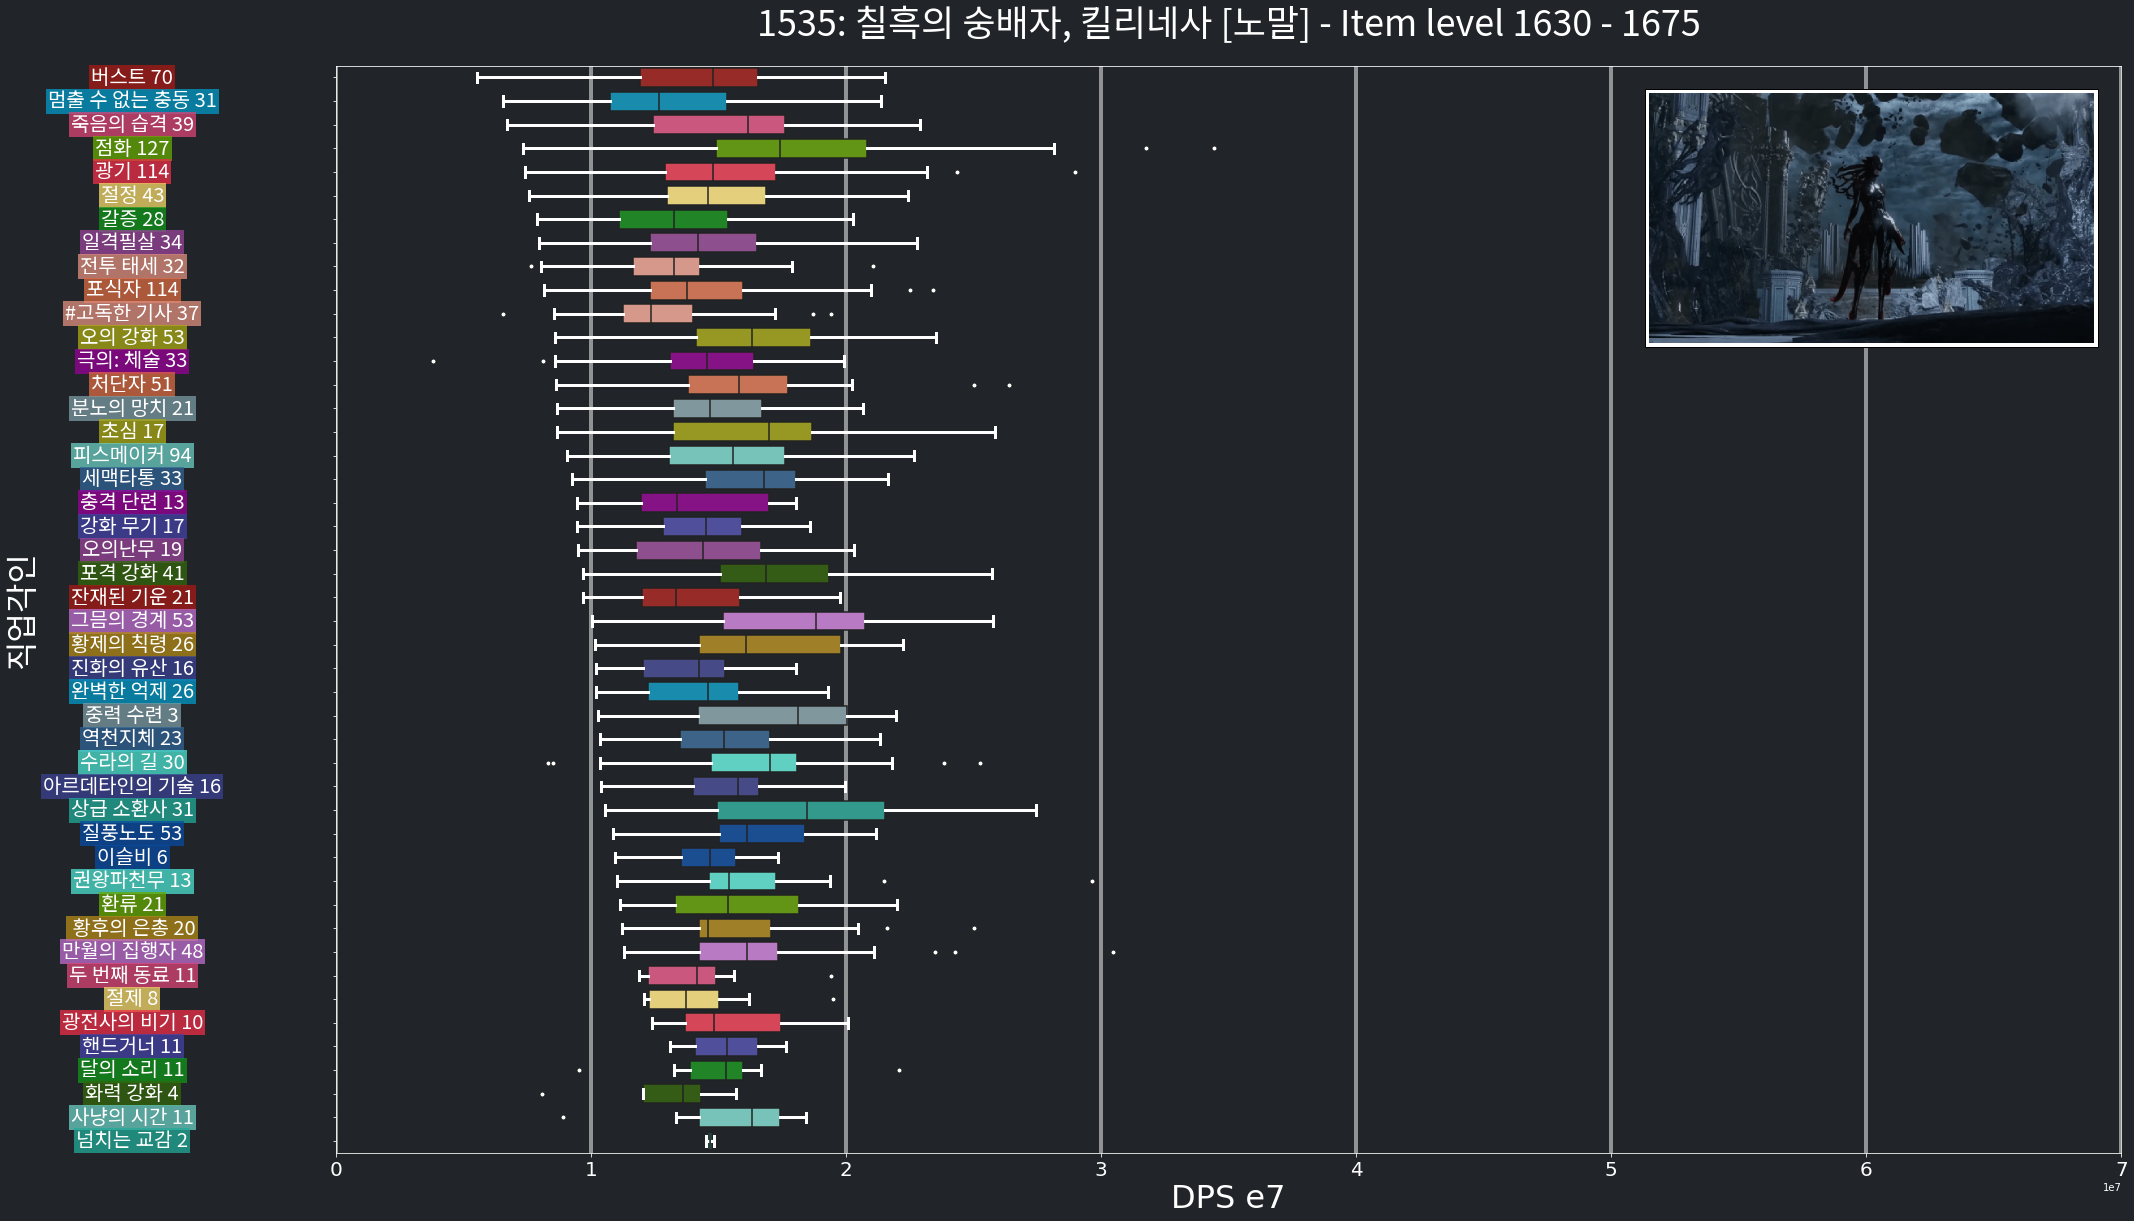 1535: 칠흑의 숭배자, 킬리네사 [노말] - Item level 1630 - 1675
버스트 70
멈출 수 없는 충동 31
죽음의 습격 39
점화 127
광기 114
절정 43
갈증 28
일격필살 34
전투 태세 32
포식자 114
#고독한 기사 37
오의 강화 53
극의: 체술 33
처단자 51
분노의 망치 21
초심 17
피스메이커 94
세맥타통 33
충격 단련 13
강화 무기 17
오의난무 19
포격 강화 41
잔재된 기운 21
그믐의 경계 53
황제의 칙령 26
진화의 유산 16
완벽한 억제 26
중력 수련 3
역천지체 23
수라의 길 30
아르데타인의 기술 16
상급 소환사 31
질풍노도 53
이슬비 6
권왕파천무 13
환류 21
황후의 은총 20
만월의 집행자 48
두 번째 동료 11
절제 8
광전사의 비기 10
핸드거너 11
달의 소리 11
화력 강화 4
사냥의 시간 11
넘치는 교감 2
직업각인
0 1 2 3 4 5 6 7
1e7
DPS e7